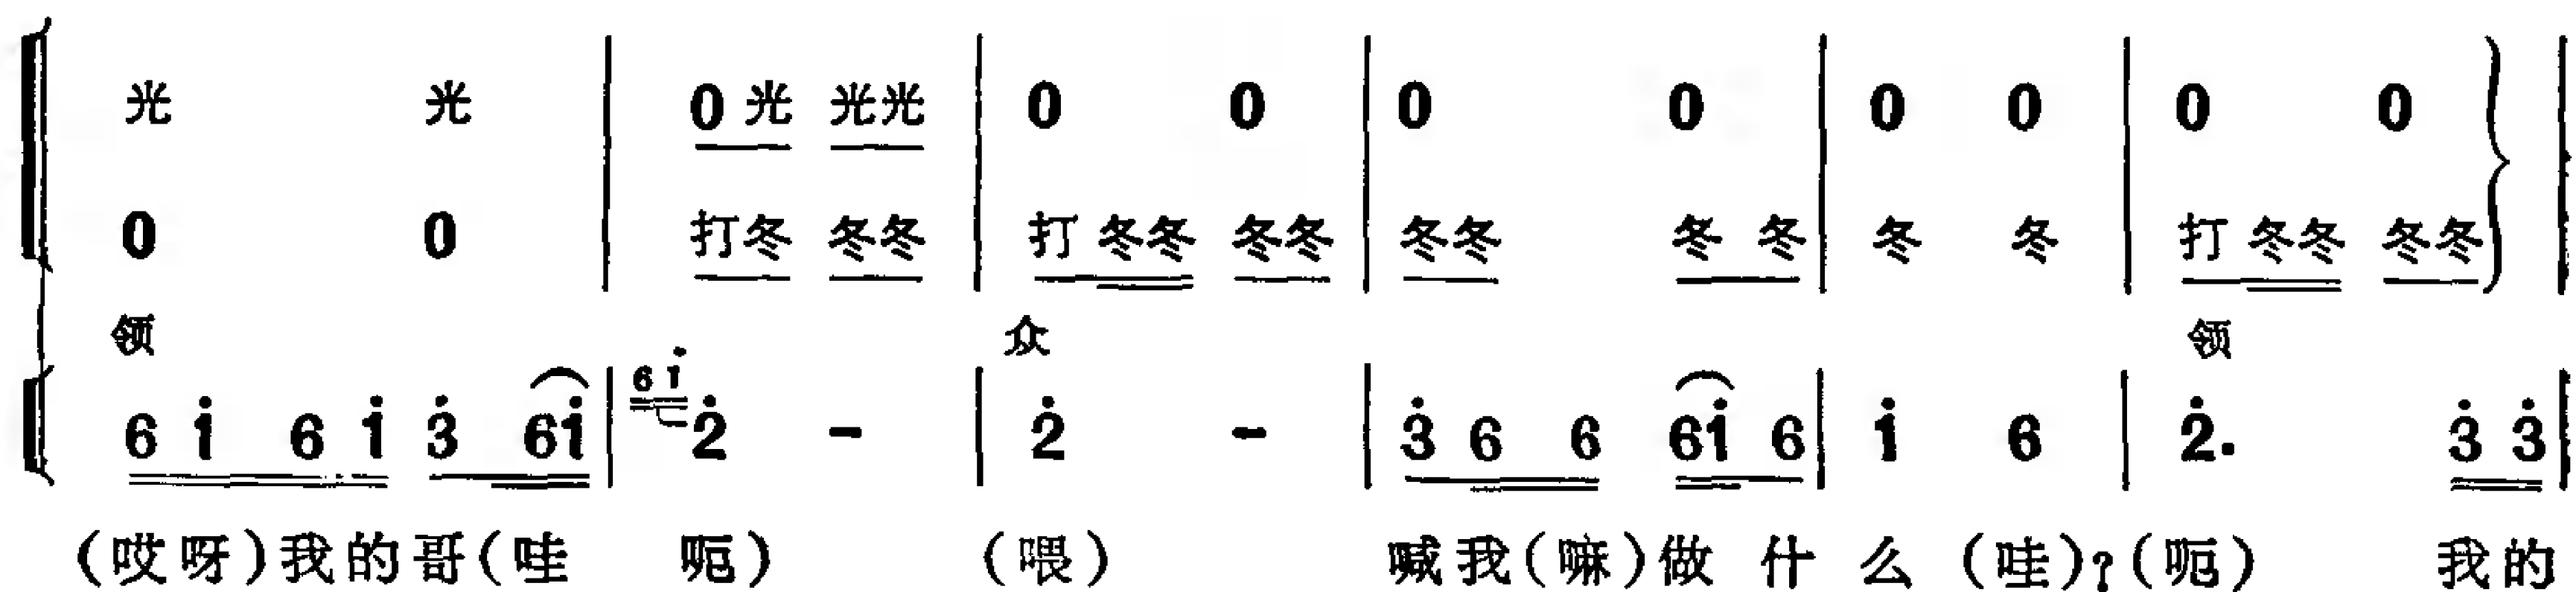 光 光 0光 光光 0 0 0 0 0 0 0 0
0 0 打冬 冬冬 打冬冬 冬冬 冬冬 冬冬 冬 冬 打冬冬 冬冬
领 众 领
6 i̇ 6 i̇ 3̇ 6i̇ 6i̇ 2̇ - 2̇ - 3̇ 6 6 6i̇ 6 i̇ 6 2̇. 3̇ 3̇
(哎呀)我的哥(哇 呃) (喂) 喊我(嘛)做 什 么 (哇)?(呃) 我的